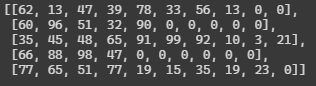 [[62, 13, 47, 39, 78, 33, 56, 13, 0, 0],
[60, 96, 51, 32, 90, 0, 0, 0, 0, 0],
[35, 45, 48, 65, 91, 99, 92, 10, 3, 21],
[66, 88, 98, 47, 0, 0, 0, 0, 0, 0],
[77, 65, 51, 77, 19, 15, 35, 19, 23, 0]]